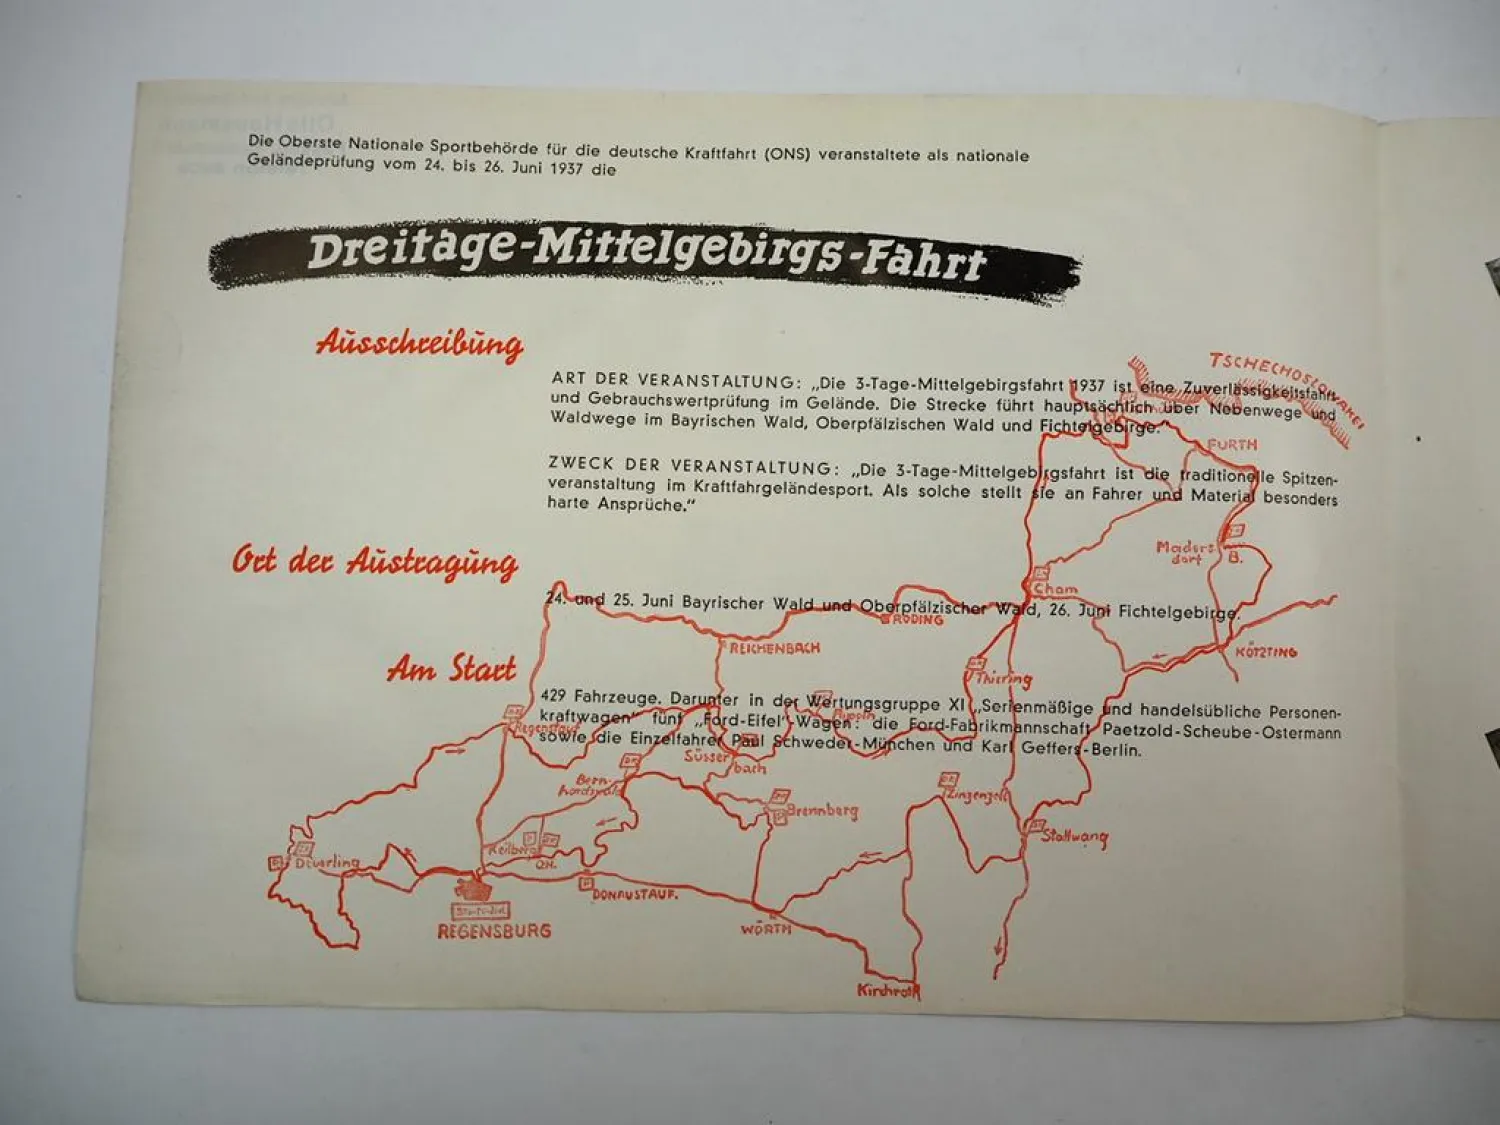 Die Oberste Nationale Sportbehörde für die deutsche Kraftfahrt (ONS) veranstaltete als nationale
Geländeprüfung vom 24. bis 26. Juni 1937 die
Dreitage-Mittelgebirgs-Fahrt
Ausschreibung
ART DER VERANSTALTUNG: „Die 3-Tage-Mittelgebirgsfahrt 1937 ist eine Zuverlässigkeitsfahrt
und Gebrauchswertprüfung im Gelände. Die Strecke führt hauptsächlich über Nebenwege und
Waldwege im Bayrischen Wald, Oberpfälzischen Wald und Fichtelgebirge.“
ZWECK DER VERANSTALTUNG: „Die 3-Tage-Mittelgebirgsfahrt ist die traditionelle Spitzen-
veranstaltung im Kraftfahrgeländesport. Als solche stellt sie an Fahrer und Material besonders
harte Ansprüche.“
Ort der Austragung
24. und 25. Juni Bayrischer Wald und Oberpfälzischer Wald, 26. Juni Fichtelgebirge.
Am Start
429 Fahrzeuge. Darunter in der Wertungsgruppe XI „Serienmäßige und handelsübliche Personen-
kraftwagen“ fünf „Ford-Eifel“-Wagen: die Ford-Fabrikmannschaft Paetzold-Scheube-Ostermann
sowie die Einzelfahrer Paul Schweder-München und Karl Geffers-Berlin.
TSCHECHOSLOWAKEI
FURTH
Maders-
dorf
B.
Cham
RODING
REICHENBACH
KÖTZTING
Thierling
Süsser
bach
Brennberg
Zinzenzell
Stallwang
Keilberg
DONAUSTAUF.
WÖRTH
REGENSBURG
Kirchroth